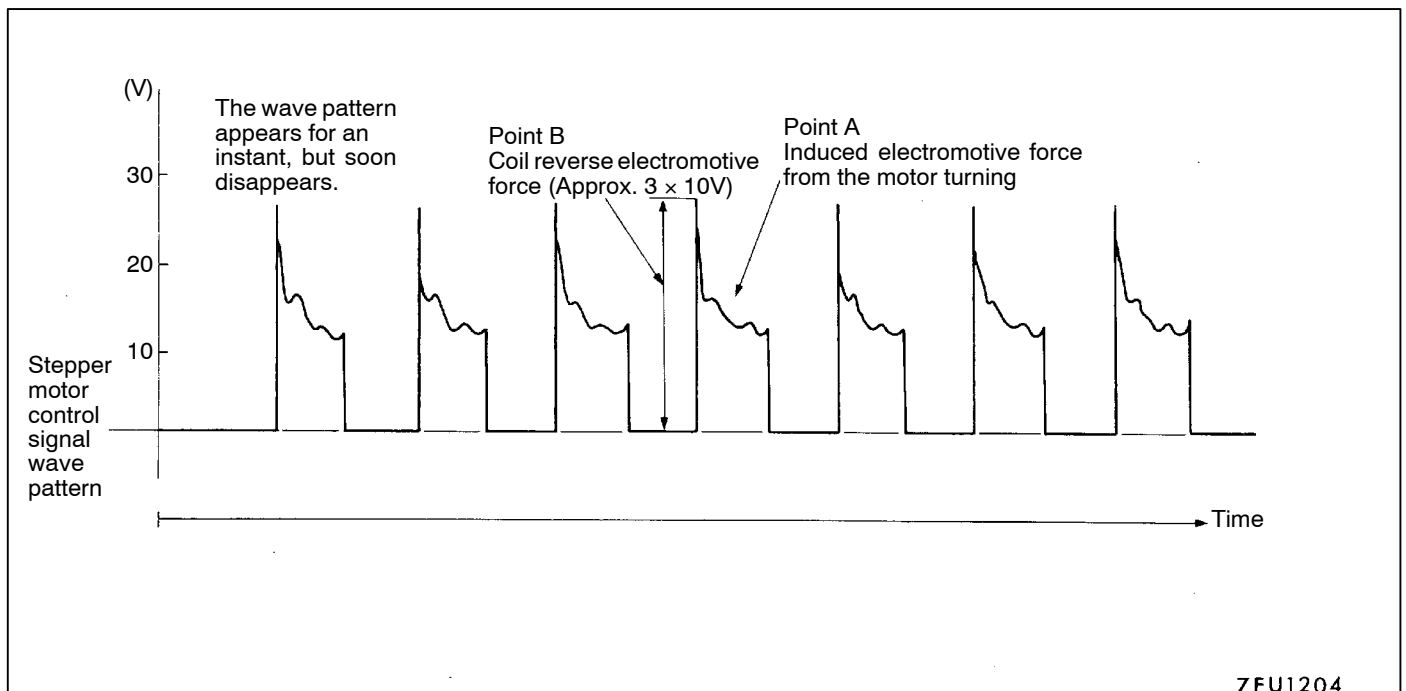 (V)
The wave pattern
appears for an
instant, but soon
disappears.
Point B
Coil reverse electromotive
force (Approx. 3 × 10V)
Point A
Induced electromotive force
from the motor turning
30
20
10
Stepper
motor
control
signal
wave
pattern
Time
7FU1204